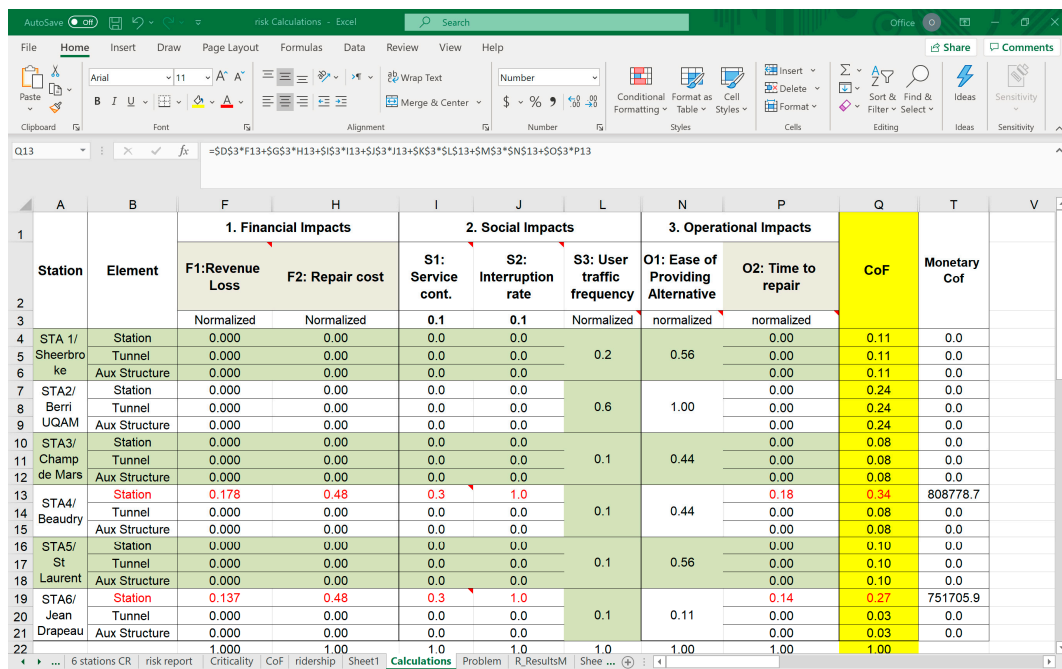 AutoSave Off risk Calculations - Excel Search Office O
File Home Insert Draw Page Layout Formulas Data Review View Help Share Comments
Paste Arial 11 A A Wrap Text Number Conditional Formatting Format as Table Cell Styles Insert Delete Format Sort & Filter Find & Select Ideas Sensitivity
B I U A Merge & Center $ % 9
Clipboard Font Alignment Number Styles Cells Editing Ideas Sensitivity
Q13 fx =$D$3*F13+$G$3*H13+$I$3*I13+$J$3*J13+$K$3*$L$13+$M$3*$N$13+$O$3*P13
A B F H I J L N P Q T V
1 1. Financial Impacts 2. Social Impacts 3. Operational Impacts
2 Station Element F1:Revenue Loss F2: Repair cost S1: Service cont. S2: Interruption rate S3: User traffic frequency O1: Ease of Providing Alternative O2: Time to repair CoF Monetary Cof
3 Normalized Normalized 0.1 0.1 Normalized normalized normalized
4 STA 1/ Station 0.000 0.00 0.0 0.0 0.00 0.11 0.0
5 Sheerbro Tunnel 0.000 0.00 0.0 0.0 0.2 0.56 0.00 0.11 0.0
6 ke Aux Structure 0.000 0.00 0.0 0.0 0.00 0.11 0.0
7 STA2/ Station 0.000 0.00 0.0 0.0 0.00 0.24 0.0
8 Berri Tunnel 0.000 0.00 0.0 0.0 0.6 1.00 0.00 0.24 0.0
9 UQAM Aux Structure 0.000 0.00 0.0 0.0 0.00 0.24 0.0
10 STA3/ Station 0.000 0.00 0.0 0.0 0.00 0.08 0.0
11 Champ Tunnel 0.000 0.00 0.0 0.0 0.1 0.44 0.00 0.08 0.0
12 de Mars Aux Structure 0.000 0.00 0.0 0.0 0.00 0.08 0.0
13 STA4/ Station 0.178 0.48 0.3 1.0 0.18 0.34 808778.7
14 Beaudry Tunnel 0.000 0.00 0.0 0.0 0.1 0.44 0.00 0.08 0.0
15 Aux Structure 0.000 0.00 0.0 0.0 0.00 0.08 0.0
16 STA5/ Station 0.000 0.00 0.0 0.0 0.00 0.10 0.0
17 St Tunnel 0.000 0.00 0.0 0.0 0.1 0.56 0.00 0.10 0.0
18 Laurent Aux Structure 0.000 0.00 0.0 0.0 0.00 0.10 0.0
19 STA6/ Station 0.137 0.48 0.3 1.0 0.14 0.27 751705.9
20 Jean Tunnel 0.000 0.00 0.0 0.0 0.1 0.11 0.00 0.03 0.0
21 Drapeau Aux Structure 0.000 0.00 0.0 0.0 0.00 0.03 0.0
22 1.000 1.00 1.0 1.0 1.0 1.00 1.00 1.00
... 6 stations CR risk report Criticality CoF ridership Sheet1 Calculations Problem R_ResultsM Shee ...